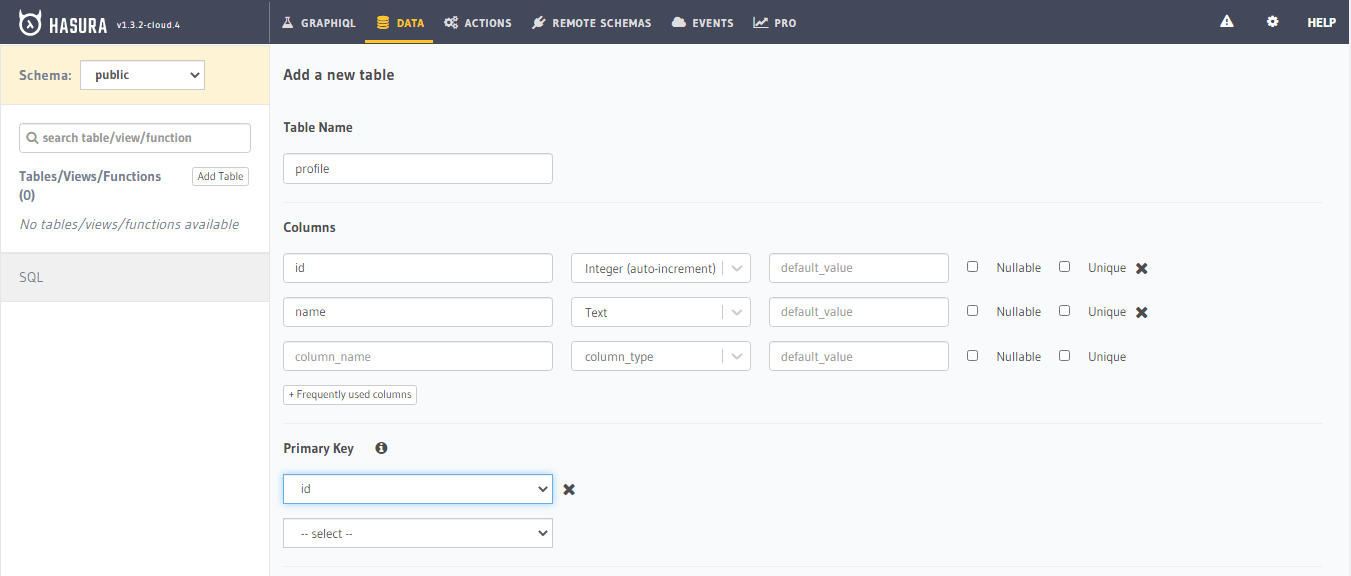 HASURA v1.3.2-cloud.4 GRAPHIQL DATA ACTIONS REMOTE SCHEMAS EVENTS PRO HELP
Schema: public
search table/view/function
Tables/Views/Functions Add Table
(0)
No tables/views/functions available
SQL
Add a new table
Table Name
profile
Columns
id Integer (auto-increment) default_value Nullable Unique
name Text default_value Nullable Unique
column_name column_type default_value Nullable Unique
+ Frequently used columns
Primary Key
id
-- select --